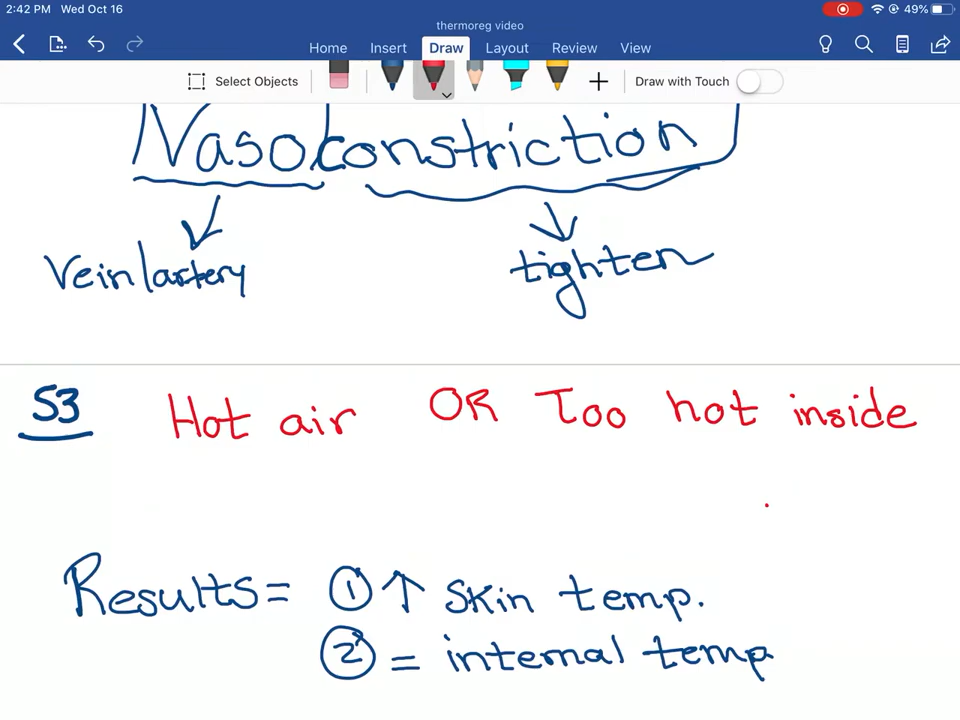 2:42 PM Wed Oct 16 49%
thermoreg video
Home Insert Draw Layout Review View
Select Objects Draw with Touch
Vasoconstriction
Vein/artery tighten
S3 Hot air OR Too hot inside
Results = ① ↑ skin temp.
② = internal temp